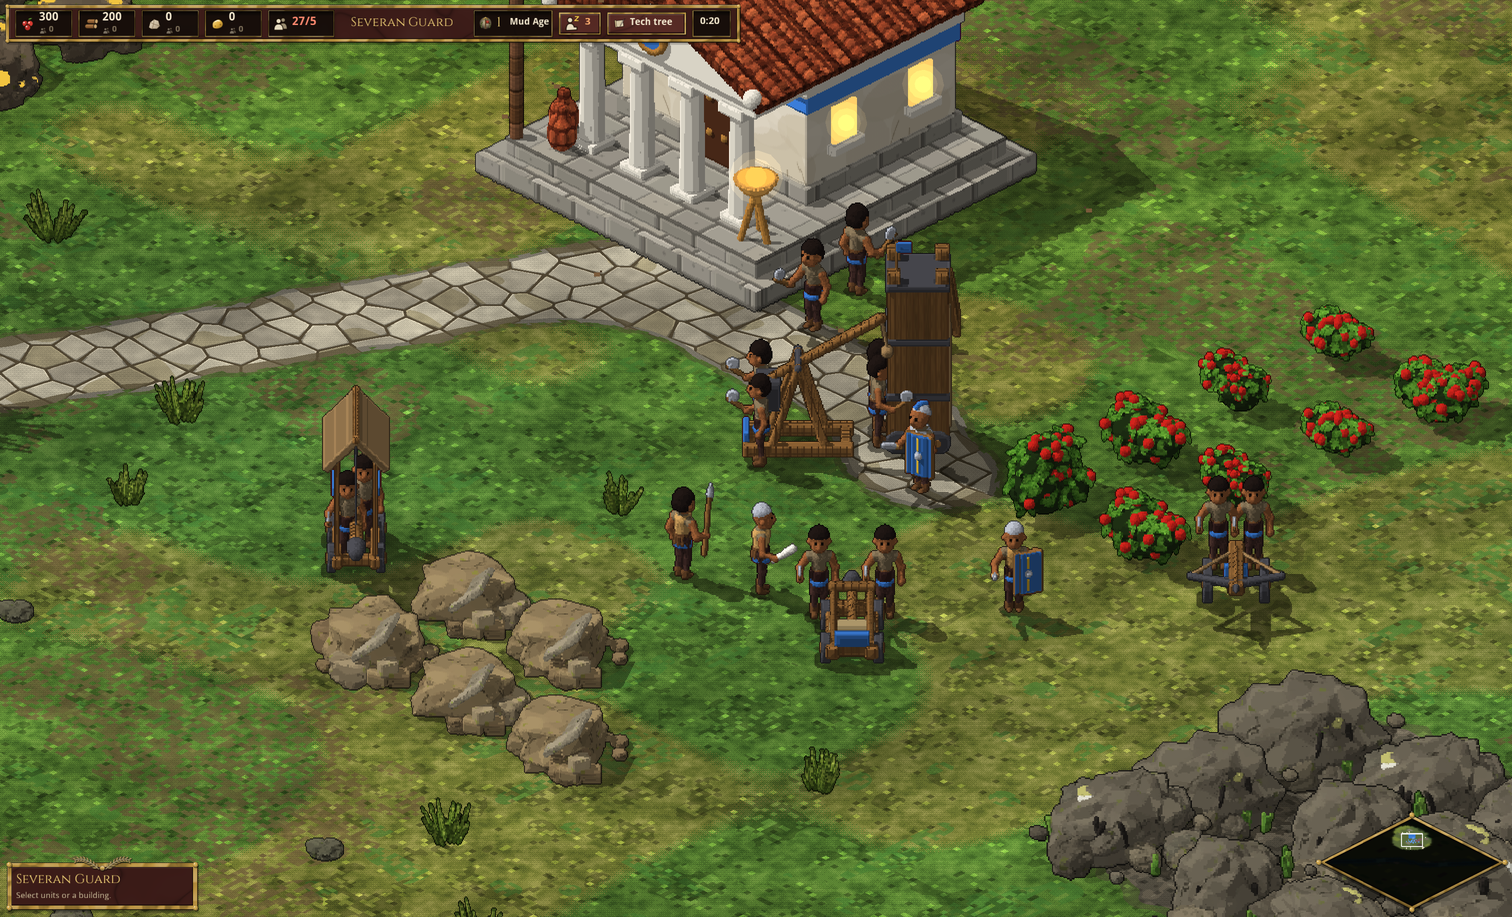 300 200 0 0 27/5 SEVERAN GUARD I Mud Age z 3 Tech tree 0:20
0 0 0 0
SEVERAN GUARD
Select units or a building.